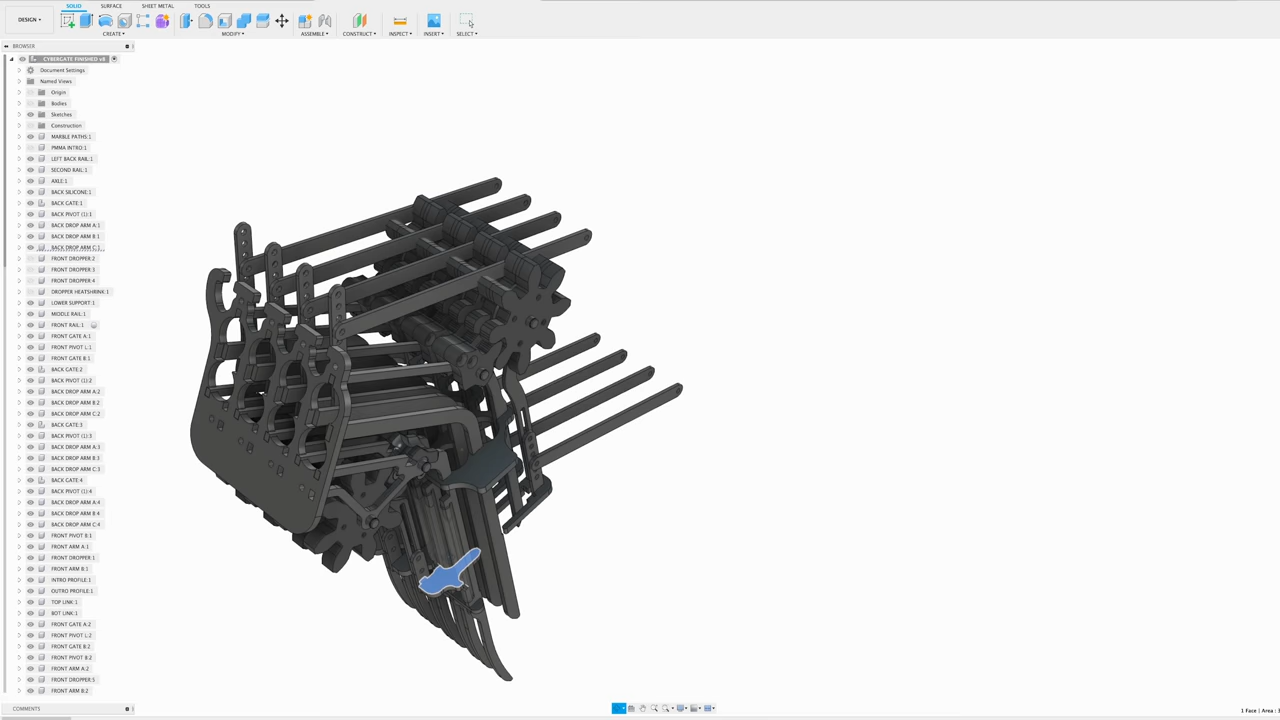 SOLID SURFACE SHEET METAL TOOLS
DESIGN
CREATE MODIFY ASSEMBLE CONSTRUCT INSPECT INSERT SELECT
BROWSER
CYBERGATE FINISHED v8
Document Settings
Named Views
Origin
Bodies
Sketches
Construction
MARBLE PATHS:1
PMMA INTRO:1
LEFT BACK RAIL:1
SECOND RAIL:1
AXLE:1
BACK SILICONE:1
BACK GATE:1
BACK PIVOT (1):1
BACK DROP ARM A:1
BACK DROP ARM B:1
BACK DROP ARM C:1
FRONT DROPPER:2
FRONT DROPPER:3
FRONT DROPPER:4
DROPPER HEATSHRINK:1
LOWER SUPPORT:1
MIDDLE RAIL:1
FRONT RAIL:1
FRONT GATE A:1
FRONT PIVOT L:1
FRONT GATE B:1
BACK GATE:2
BACK PIVOT (1):2
BACK DROP ARM A:2
BACK DROP ARM B:2
BACK DROP ARM C:2
BACK GATE:3
BACK PIVOT (1):3
BACK DROP ARM A:3
BACK DROP ARM B:3
BACK DROP ARM C:3
BACK GATE:4
BACK PIVOT (1):4
BACK DROP ARM A:4
BACK DROP ARM B:4
BACK DROP ARM C:4
FRONT PIVOT B:1
FRONT ARM A:1
FRONT DROPPER:1
FRONT ARM B:1
INTRO PROFILE:1
OUTRO PROFILE:1
TOP LINK:1
BOT LINK:1
FRONT GATE A:2
FRONT PIVOT L:2
FRONT GATE B:2
FRONT PIVOT B:2
FRONT ARM A:2
FRONT DROPPER:5
FRONT ARM B:2
COMMENTS
1 Face | Area :